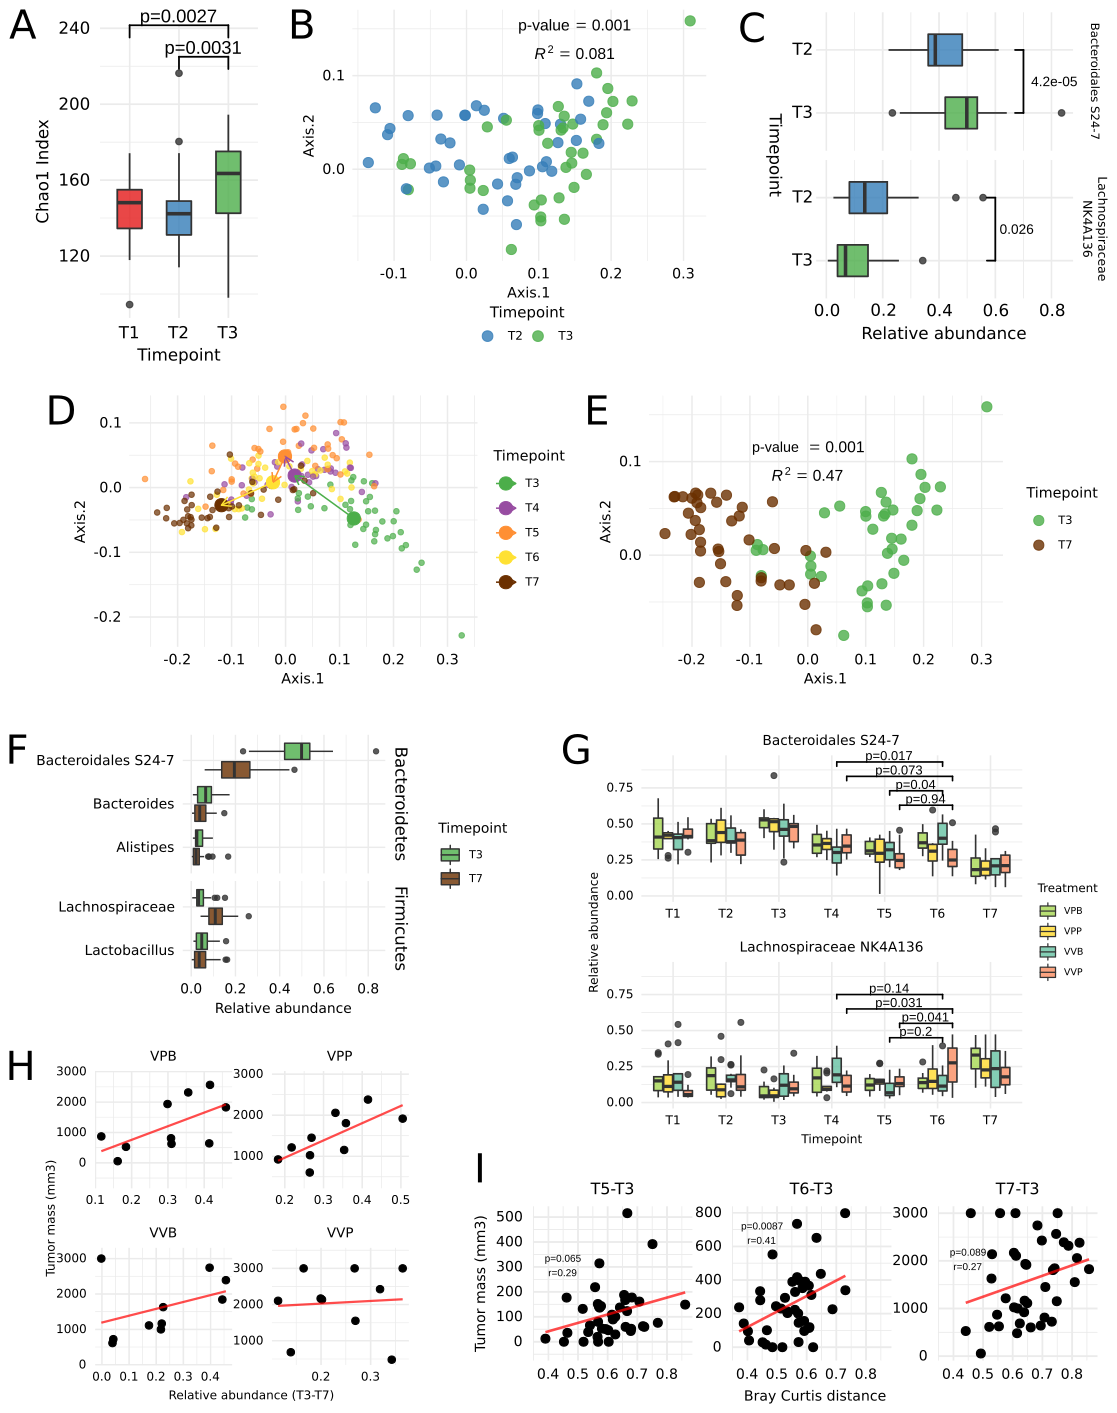 A
p=0.0027
240
p=0.0031
200
160
120
Chao1 Index
T1 T2 T3
Timepoint
B
p-value = 0.001
R² = 0.081
0.1
0.0
Axis.2
-0.1 0.0 0.1 0.2 0.3
Axis.1
Timepoint
T2 T3
C
T2
T3
4.2e-05
Bacteroidales S24-7
Timepoint
T2
T3
0.026
Lachnospiraceae
NK4A136
0.0 0.2 0.4 0.6 0.8
Relative abundance
D
0.1
0.0
-0.1
-0.2
Axis.2
-0.2 -0.1 0.0 0.1 0.2 0.3
Axis.1
Timepoint
T3
T4
T5
T6
T7
E
p-value = 0.001
R² = 0.47
0.1
0.0
Axis.2
-0.2 -0.1 0.0 0.1 0.2 0.3
Axis.1
Timepoint
T3
T7
F
Bacteroidales S24-7
Bacteroides
Alistipes
Bacteroidetes
Lachnospiraceae
Lactobacillus
Firmicutes
0.0 0.2 0.4 0.6 0.8
Relative abundance
Timepoint
T3
T7
G
Bacteroidales S24-7
p=0.017
p=0.073
p=0.04
p=0.94
0.75
0.50
0.25
0.00
T1 T2 T3 T4 T5 T6 T7
Relative abundance
Lachnospiraceae NK4A136
p=0.14
p=0.031
p=0.041
p=0.2
0.75
0.50
0.25
0.00
T1 T2 T3 T4 T5 T6 T7
Timepoint
Treatment
VPB
VPP
VVB
VVP
H
VPB
3000
2000
1000
0
0.1 0.2 0.3 0.4
VPP
3000
2000
1000
0.2 0.3 0.4 0.5
Tumor mass (mm3)
VVB
3000
2000
1000
0
0.0 0.2 0.4
VVP
3000
2000
1000
0.2 0.3
Relative abundance (T3-T7)
I
T5-T3
p=0.065
r=0.29
500
400
300
200
100
0
Tumor mass (mm3)
0.4 0.5 0.6 0.7 0.8
T6-T3
p=0.0087
r=0.41
800
600
400
200
0
0.4 0.5 0.6 0.7 0.8
Bray Curtis distance
T7-T3
p=0.089
r=0.27
3000
2000
1000
0
0.4 0.5 0.6 0.7 0.8